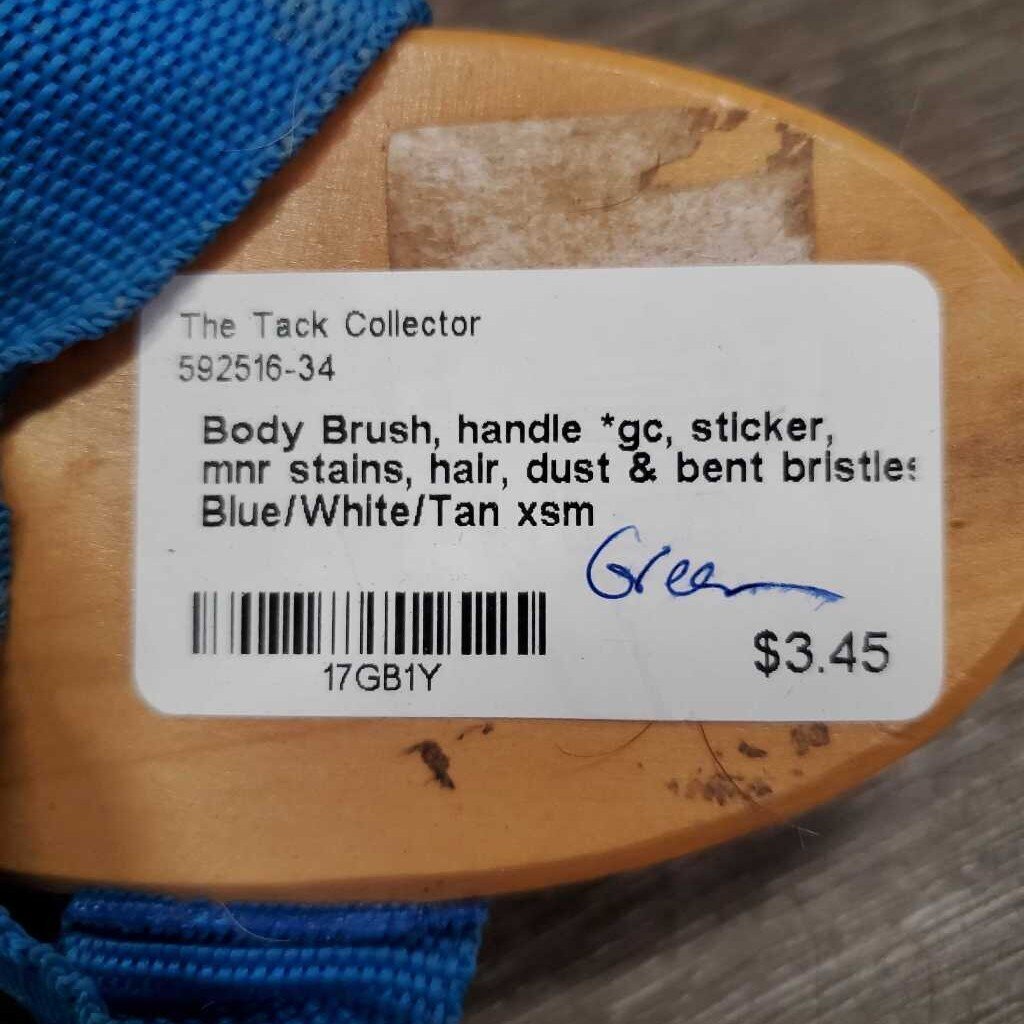 The Tack Collector
592516-34
Body Brush, handle *gc, sticker,
mnr stains, hair, dust & bent bristles
Blue/White/Tan xsm
Green
$3.45
17GB1Y